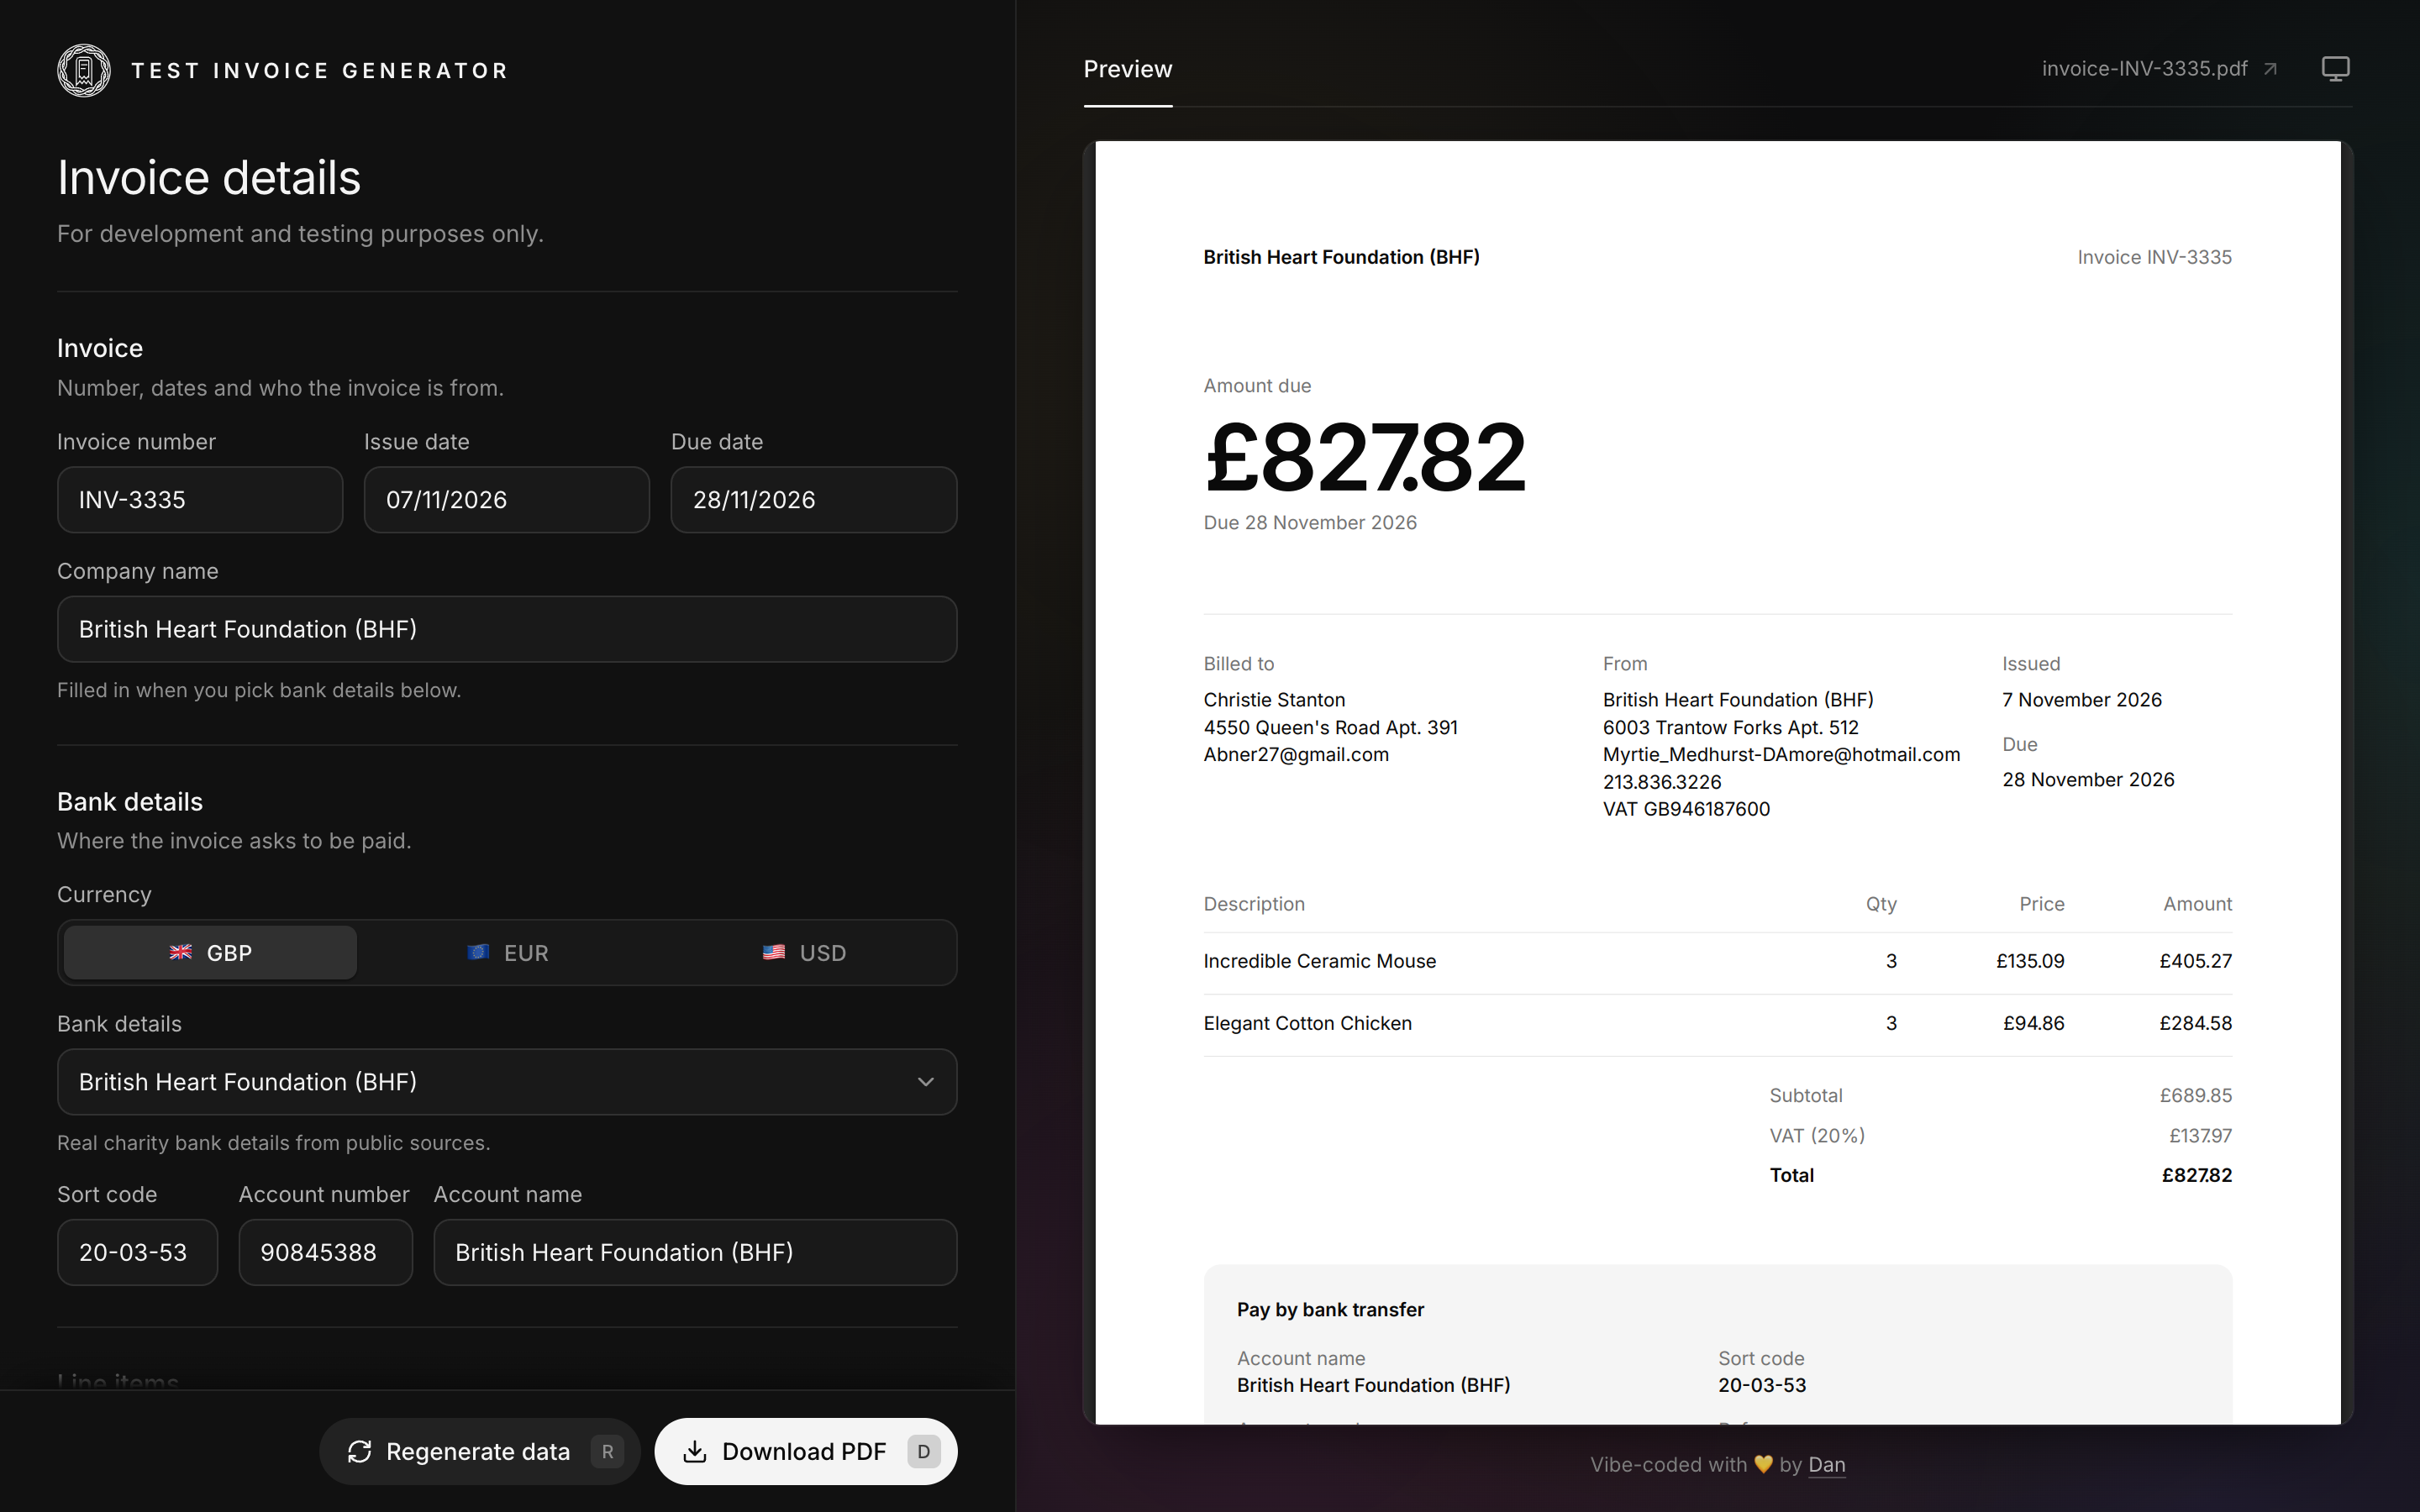 TEST INVOICE GENERATOR
Invoice details
For development and testing purposes only.
Invoice
Number, dates and who the invoice is from.
Invoice number Issue date Due date
INV-3335 07/11/2026 28/11/2026
Company name
British Heart Foundation (BHF)
Filled in when you pick bank details below.
Bank details
Where the invoice asks to be paid.
Currency
GBP EUR USD
Bank details
British Heart Foundation (BHF)
Real charity bank details from public sources.
Sort code Account number Account name
20-03-53 90845388 British Heart Foundation (BHF)
Line items
Regenerate data R Download PDF D
Preview invoice-INV-3335.pdf
British Heart Foundation (BHF) Invoice INV-3335
Amount due
£827.82
Due 28 November 2026
Billed to
Christie Stanton
4550 Queen's Road Apt. 391
Abner27@gmail.com
From
British Heart Foundation (BHF)
6003 Trantow Forks Apt. 512
Myrtie_Medhurst-DAmore@hotmail.com
213.836.3226
VAT GB946187600
Issued
7 November 2026
Due
28 November 2026
Description Qty Price Amount
Incredible Ceramic Mouse 3 £135.09 £405.27
Elegant Cotton Chicken 3 £94.86 £284.58
Subtotal £689.85
VAT (20%) £137.97
Total £827.82
Pay by bank transfer
Account name Sort code
British Heart Foundation (BHF) 20-03-53
Vibe-coded with 💛 by Dan